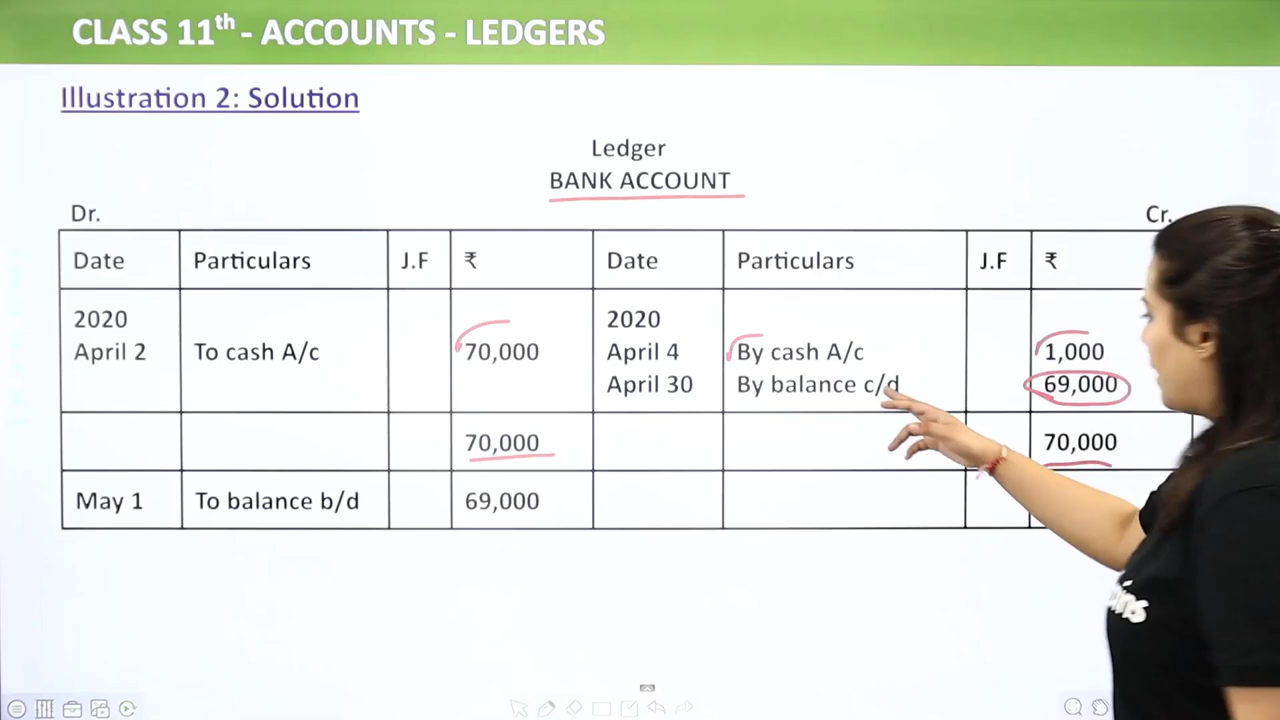 CLASS 11th - ACCOUNTS - LEDGERS
Illustration 2: Solution
Ledger
BANK ACCOUNT
Dr. Cr.
Date Particulars J.F ₹ Date Particulars J.F ₹
2020 2020
April 2 To cash A/c 70,000 April 4 By cash A/c 1,000
April 30 By balance c/d 69,000
70,000 70,000
May 1 To balance b/d 69,000